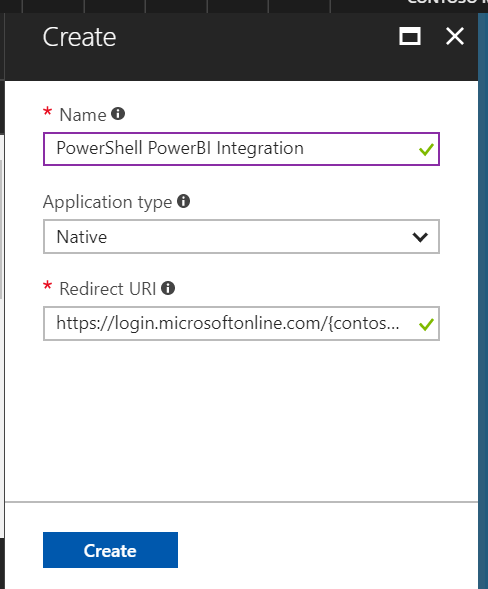 Create
* Name
PowerShell PowerBI Integration
Application type
Native
* Redirect URI
https://login.microsoftonline.com/{contos...
Create